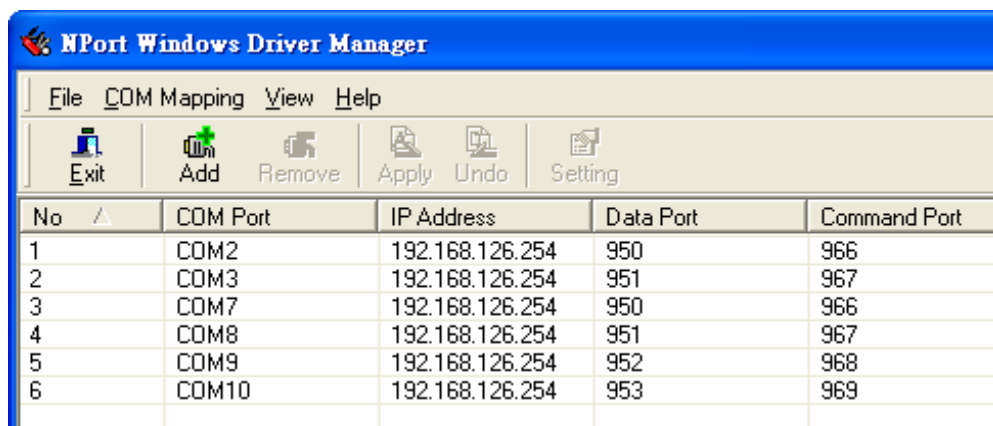 NPort Windows Driver Manager
File COM Mapping View Help
Exit Add Remove Apply Undo Setting
No COM Port IP Address Data Port Command Port
1 COM2 192.168.126.254 950 966
2 COM3 192.168.126.254 951 967
3 COM7 192.168.126.254 950 966
4 COM8 192.168.126.254 951 967
5 COM9 192.168.126.254 952 968
6 COM10 192.168.126.254 953 969